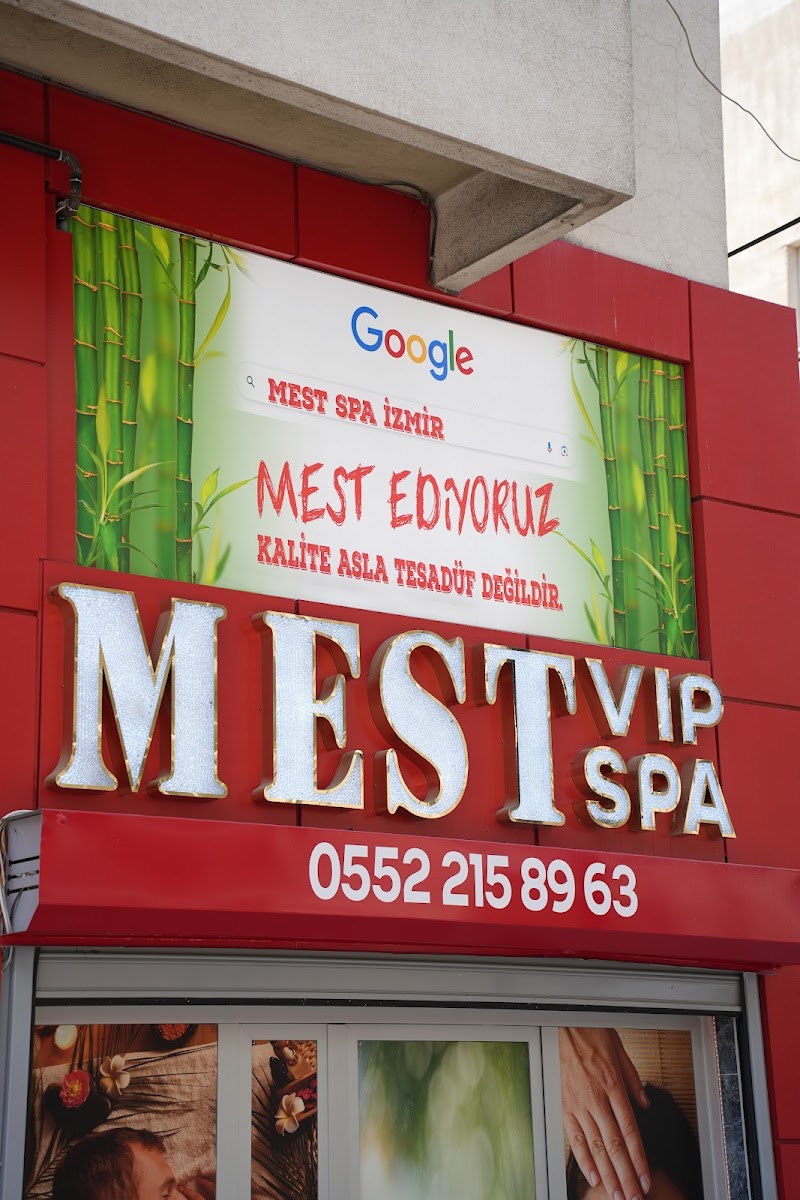 Google
MEST SPA İZMİR
MEST EDİYORUZ
KALİTE ASLA TESADÜF DEĞİLDİR.
MEST VIP
SPA
0552 215 89 63